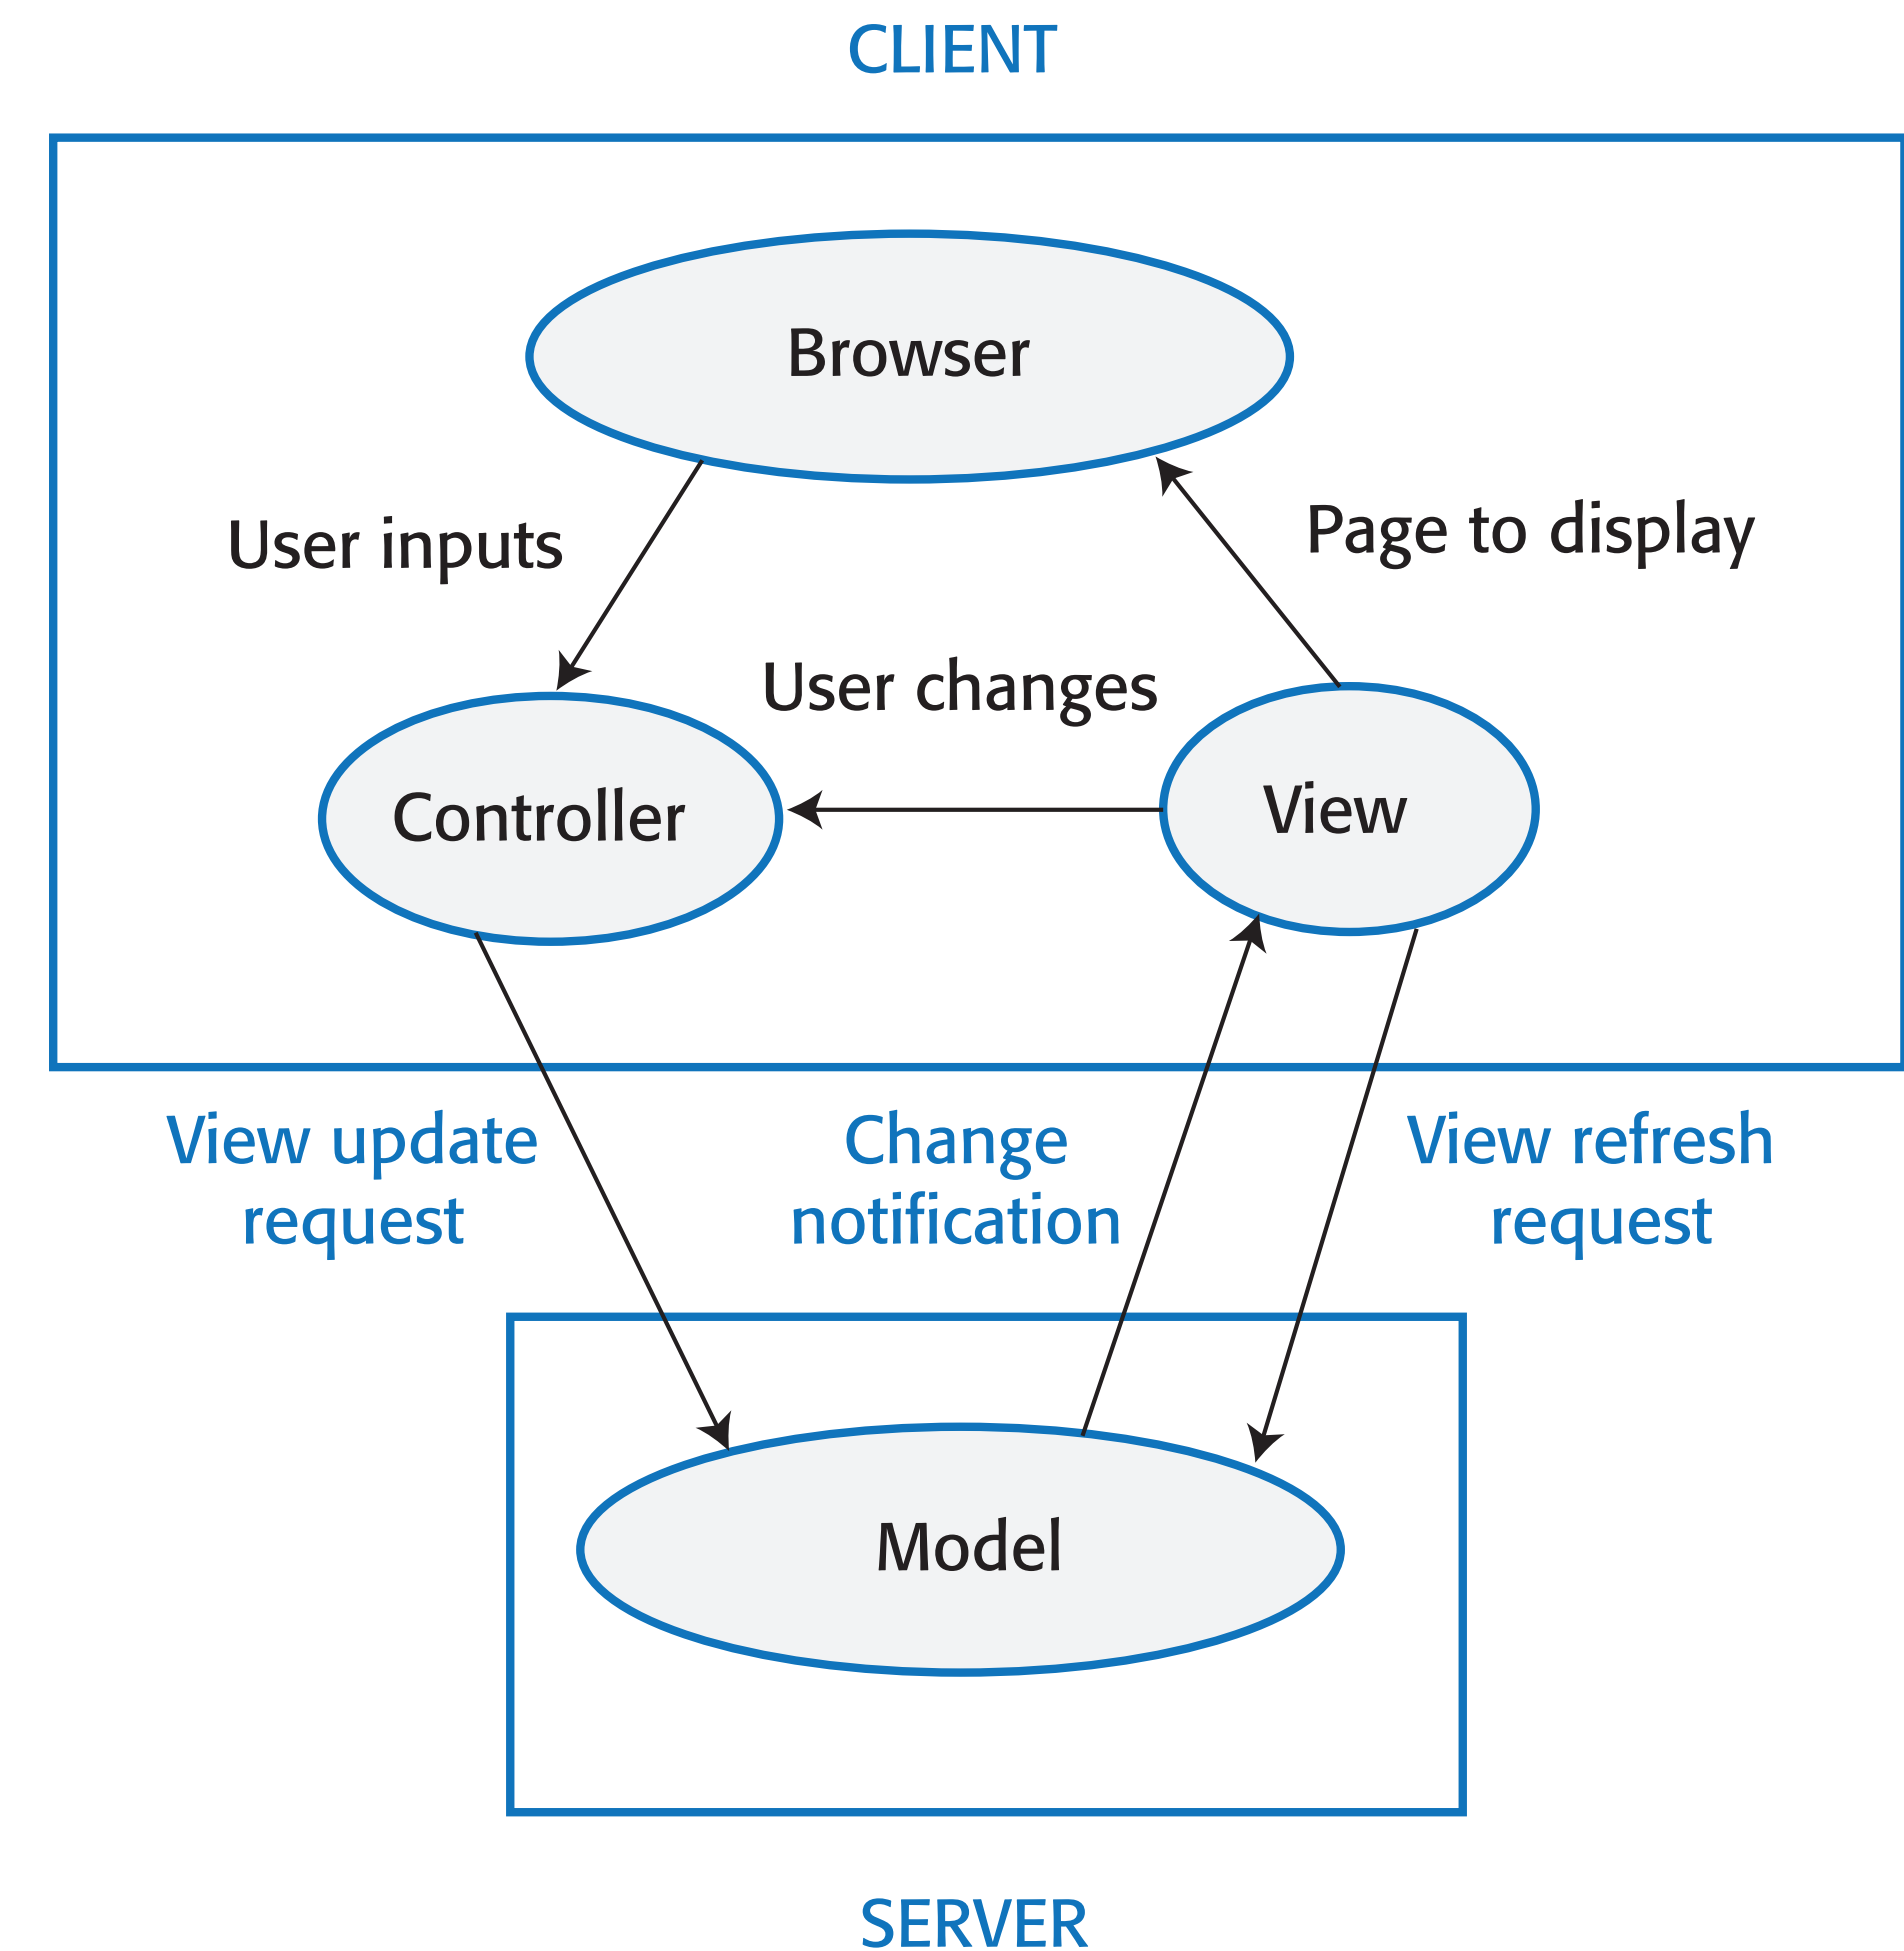 CLIENT
Browser
User inputs
Page to display
User changes
Controller
View
View update
request
Change
notification
View refresh
request
Model
SERVER